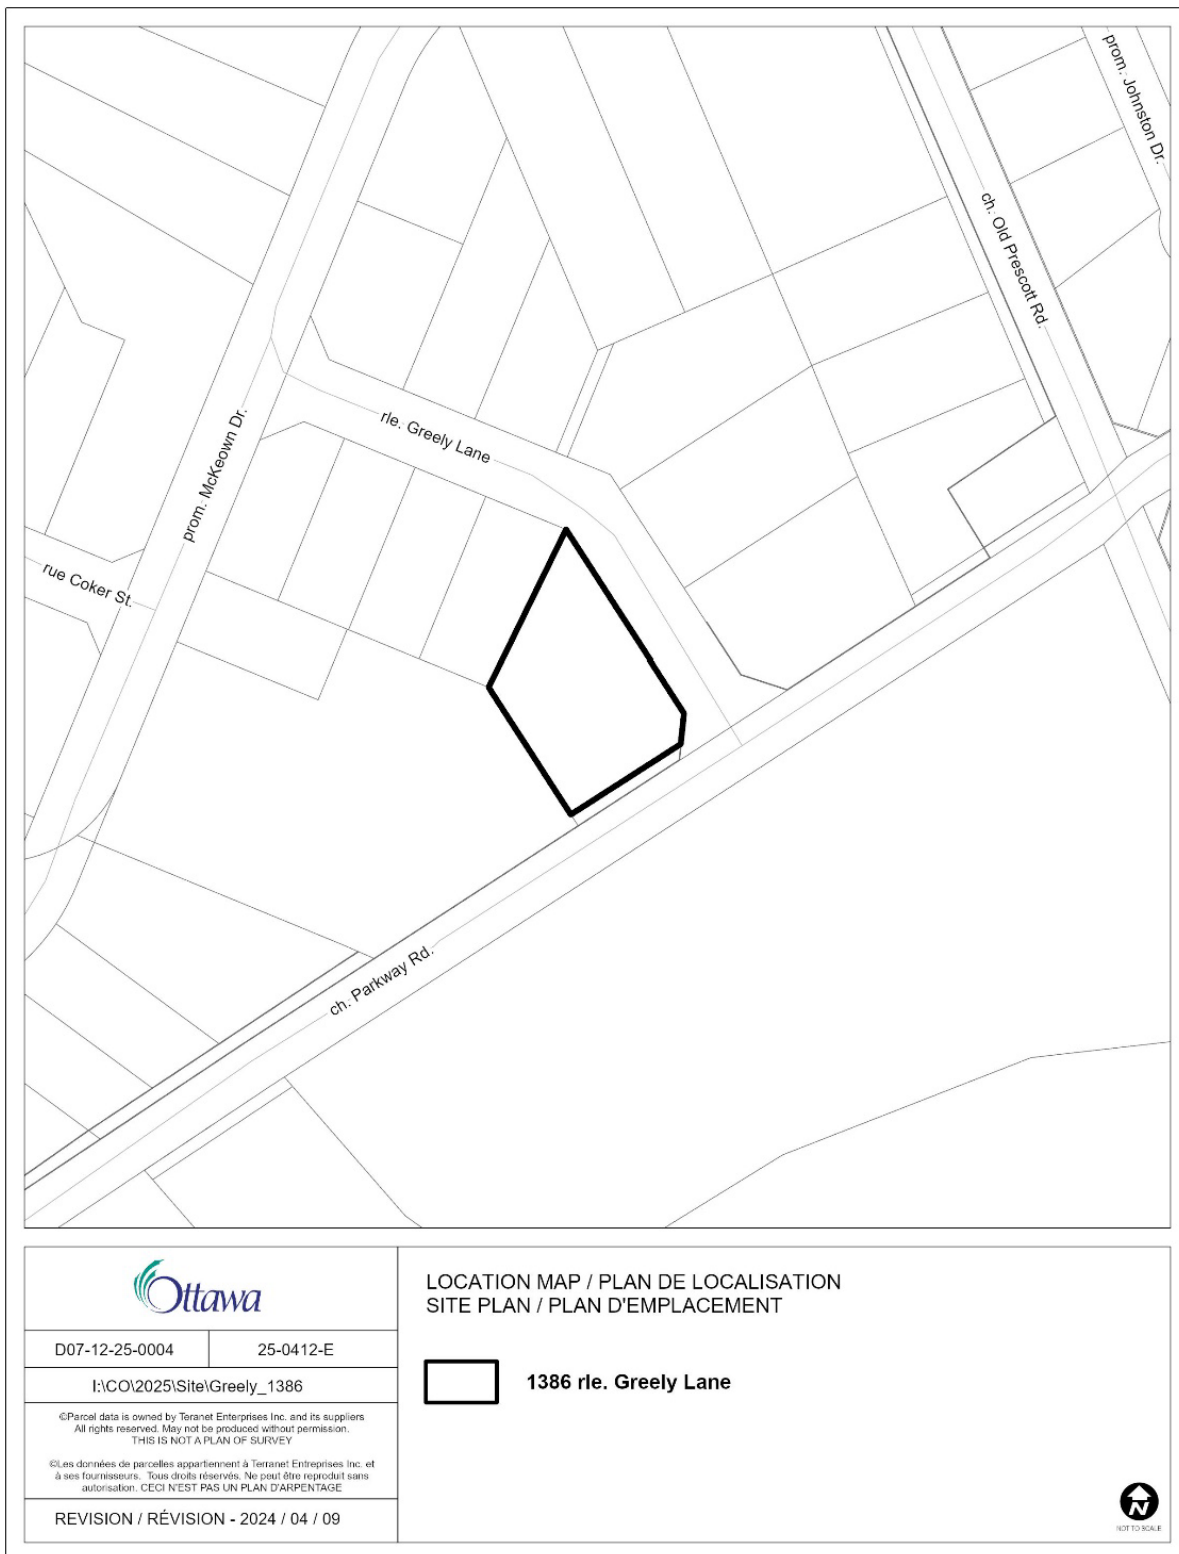 prom. Johnston Dr.
ch. Old Prescott Rd.
rle. Greely Lane
prom. McKeown Dr.
rue Coker St.
ch. Parkway Rd.
Ottawa
D07-12-25-0004
25-0412-E
I:\CO\2025\Site\Greely_1386
©Parcel data is owned by Teranet Enterprises Inc. and its suppliers
All rights reserved. May not be produced without permission.
THIS IS NOT A PLAN OF SURVEY
©Les données de parcelles appartiennent à Terranet Entreprises Inc. et
à ses fournisseurs. Tous droits réservés. Ne peut être reproduit sans
autorisation. CECI N'EST PAS UN PLAN D'ARPENTAGE
REVISION / RÉVISION - 2024 / 04 / 09
LOCATION MAP / PLAN DE LOCALISATION
SITE PLAN / PLAN D'EMPLACEMENT
1386 rle. Greely Lane
N
NOT TO SCALE